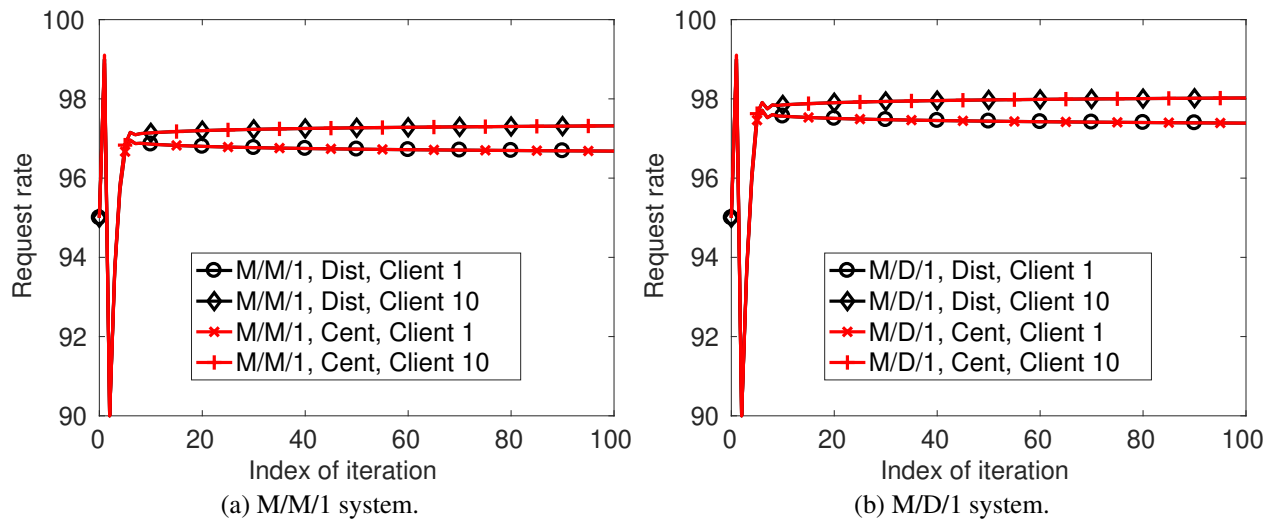 100
98
96
94
92
90
Request rate
M/M/1, Dist, Client 1
M/M/1, Dist, Client 10
M/M/1, Cent, Client 1
M/M/1, Cent, Client 10
0 20 40 60 80 100
Index of iteration
(a) M/M/1 system.
100
98
96
94
92
90
Request rate
M/D/1, Dist, Client 1
M/D/1, Dist, Client 10
M/D/1, Cent, Client 1
M/D/1, Cent, Client 10
0 20 40 60 80 100
Index of iteration
(b) M/D/1 system.